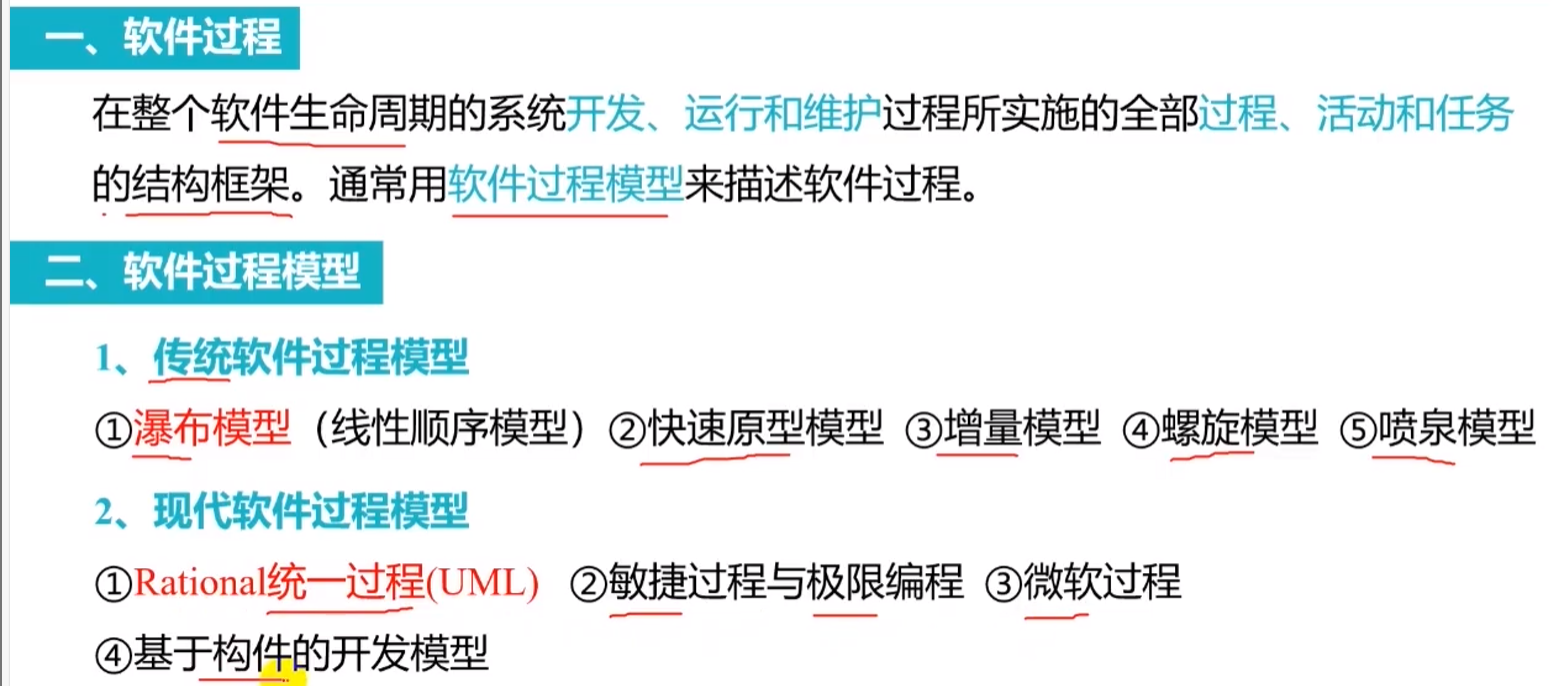 一、软件过程
在整个软件生命周期的系统开发、运行和维护过程所实施的全部过程、活动和任务
的结构框架。通常用软件过程模型来描述软件过程。
二、软件过程模型
1、传统软件过程模型
①瀑布模型（线性顺序模型）②快速原型模型 ③增量模型 ④螺旋模型 ⑤喷泉模型
2、现代软件过程模型
①Rational统一过程(UML) ②敏捷过程与极限编程 ③微软过程
④基于构件的开发模型